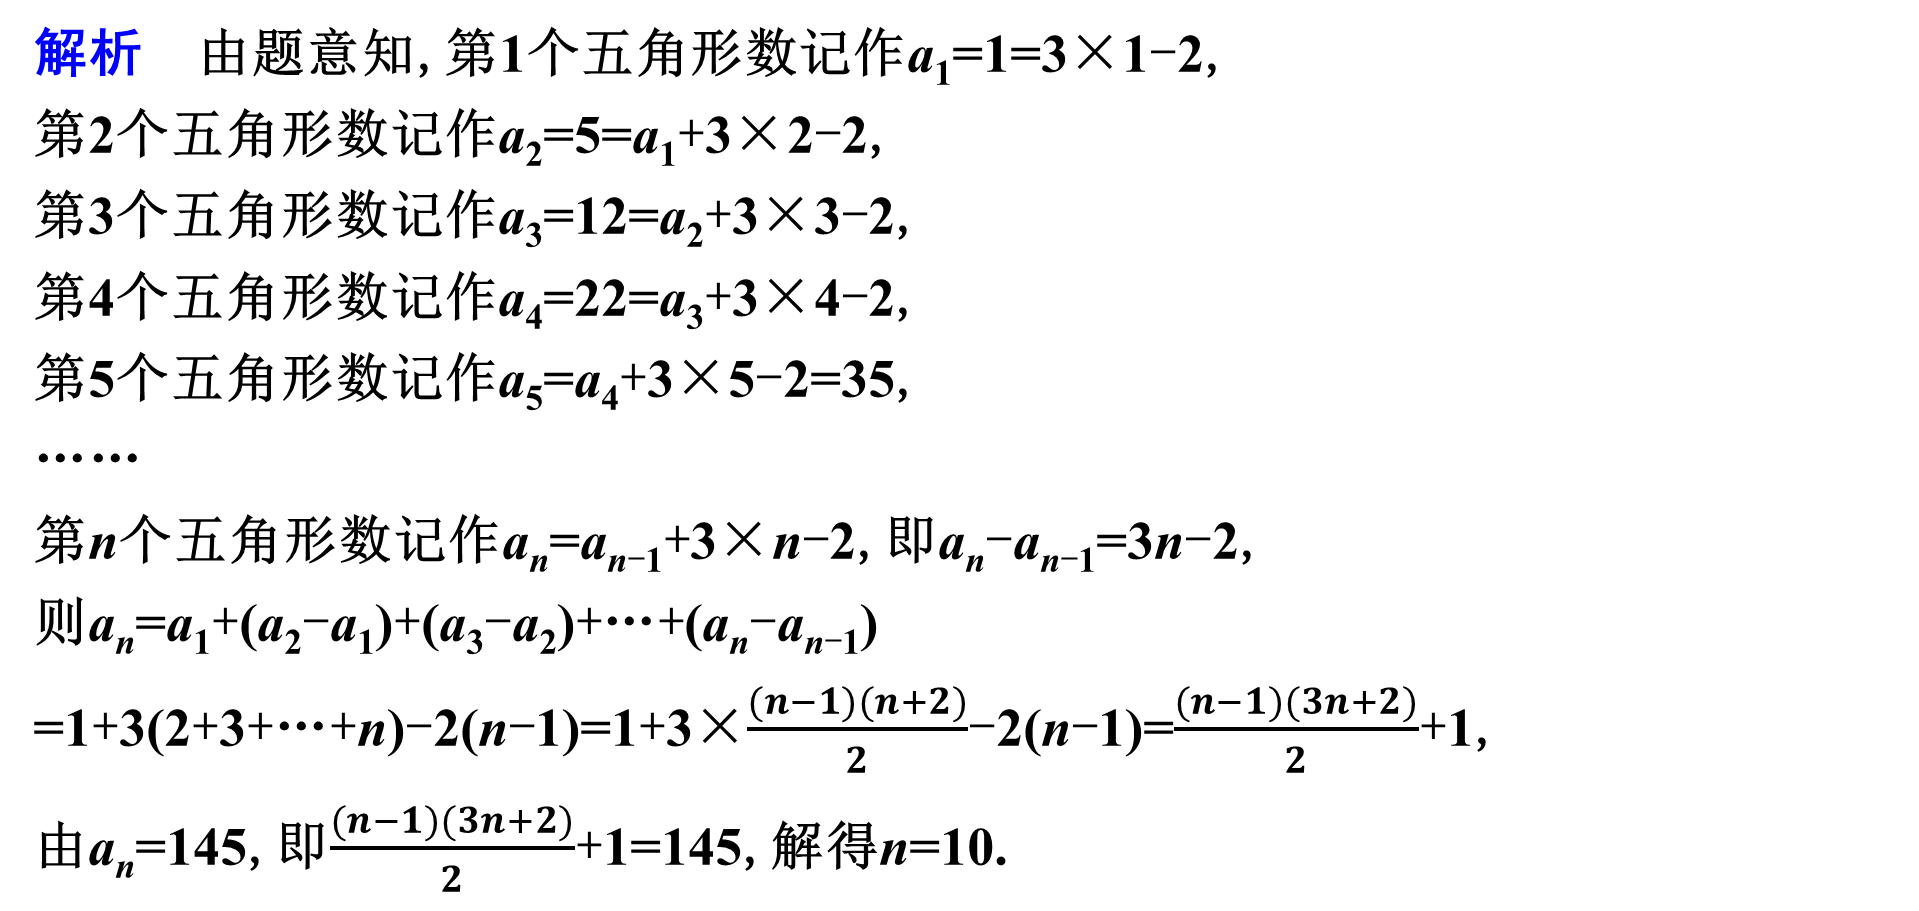 解析 由题意知,第1个五角形数记作a₁=1=3×1−2,
第2个五角形数记作a₂=5=a₁+3×2−2,
第3个五角形数记作a₃=12=a₂+3×3−2,
第4个五角形数记作a₄=22=a₃+3×4−2,
第5个五角形数记作a₅=a₄+3×5−2=35,
……
第n个五角形数记作aₙ=aₙ₋₁+3×n−2,即aₙ−aₙ₋₁=3n−2,
则aₙ=a₁+(a₂−a₁)+(a₃−a₂)+…+(aₙ−aₙ₋₁)
=1+3(2+3+…+n)−2(n−1)=1+3×\frac{(n−1)(n+2)}{2}−2(n−1)=\frac{(n−1)(3n+2)}{2}+1,
由aₙ=145,即\frac{(n−1)(3n+2)}{2}+1=145,解得n=10.